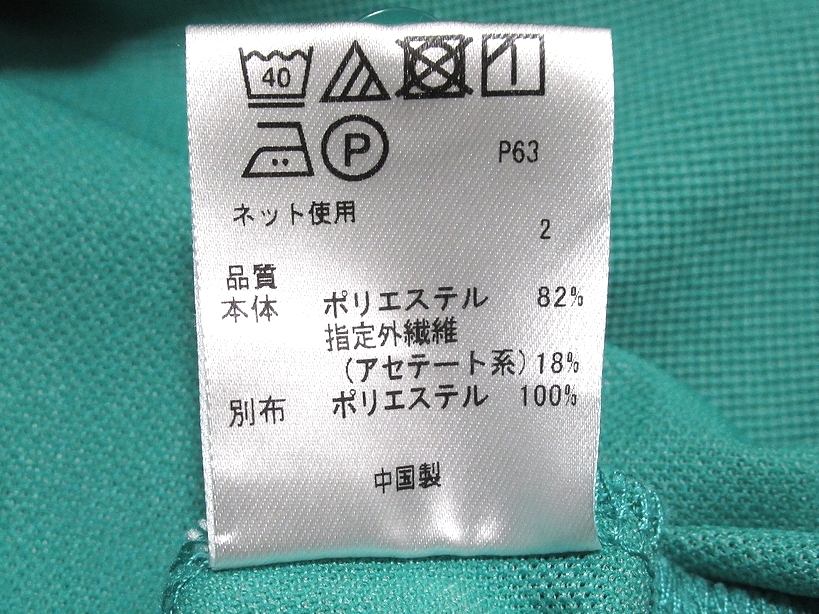 40
P
P63
ネット使用
2
品質
本体 ポリエステル 82%
指定外繊維
(アセテート系)18%
別布 ポリエステル 100%
中国製